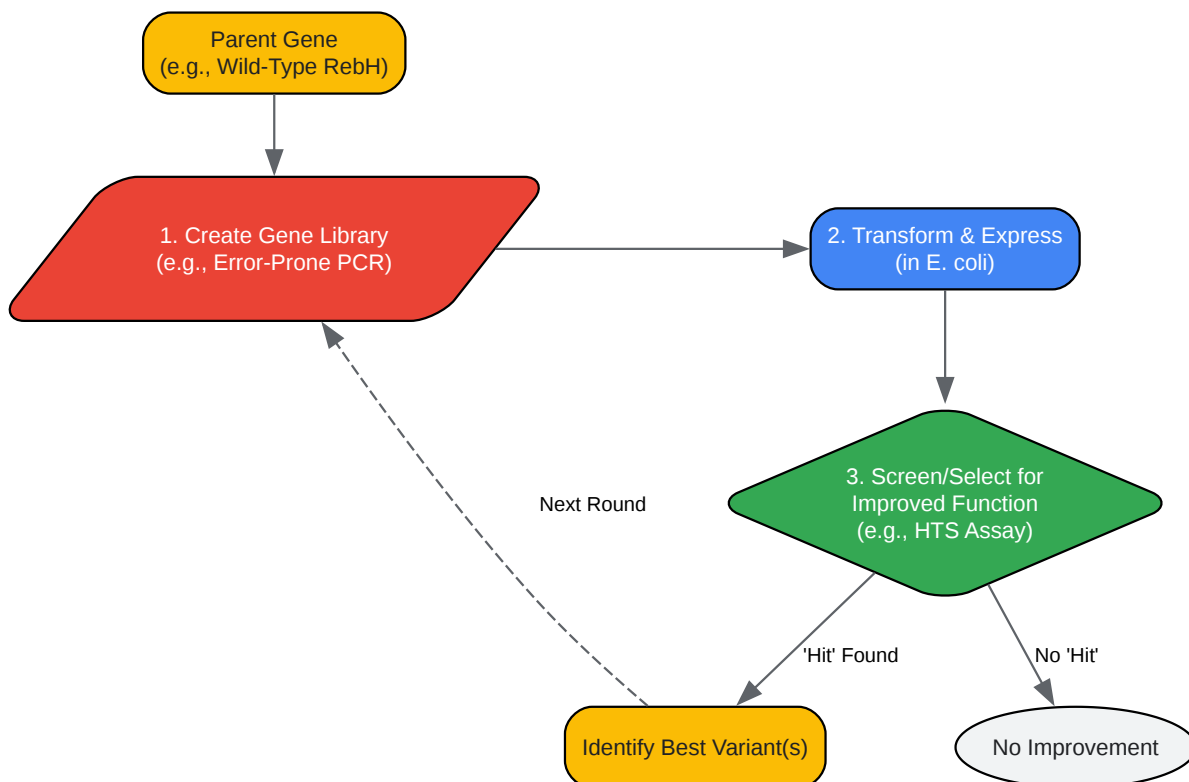 Parent Gene
(e.g., Wild-Type RebH)
1. Create Gene Library
(e.g., Error-Prone PCR)
2. Transform & Express
(in E. coli)
3. Screen/Select for
Improved Function
(e.g., HTS Assay)
Next Round
'Hit' Found
No 'Hit'
Identify Best Variant(s)
No Improvement